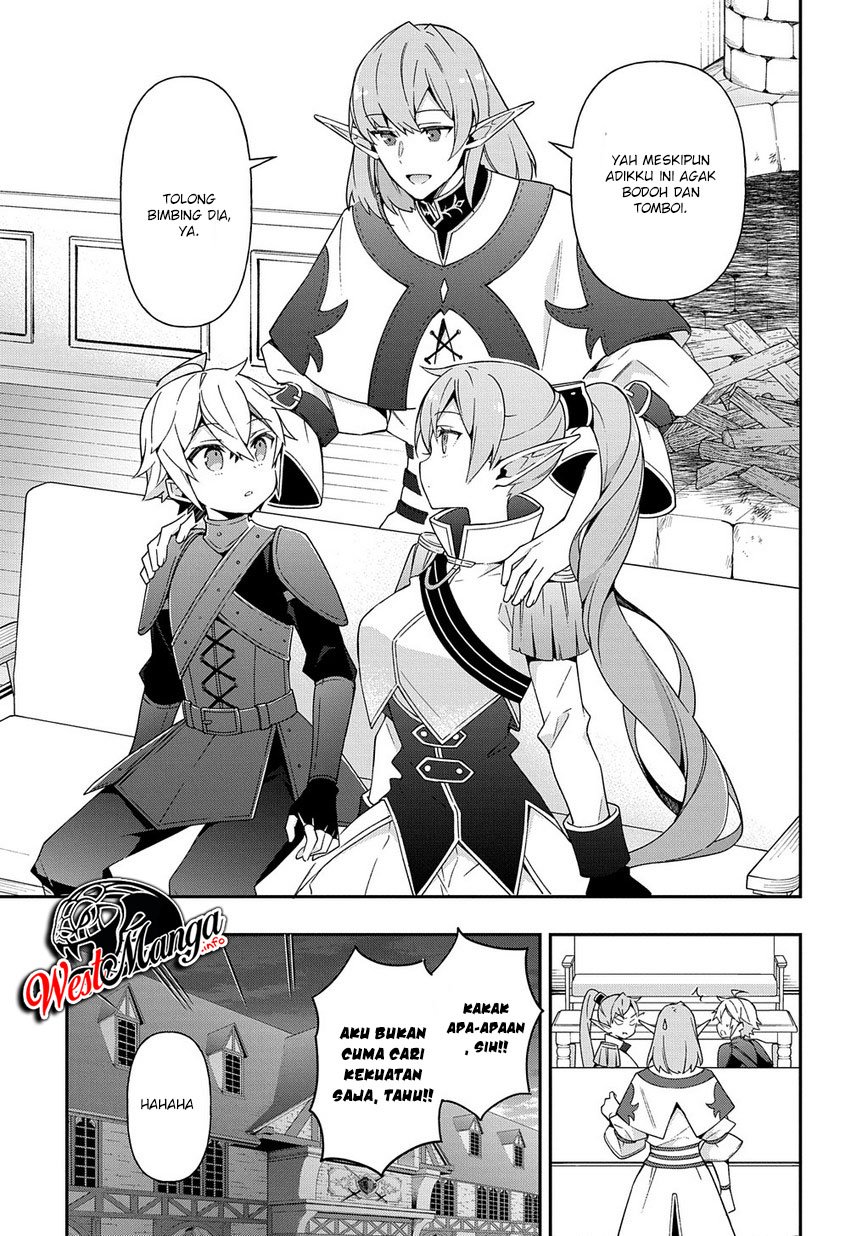 YAH MESKIPUN
ADIKKU INI AGAK
BODOH DAN
TOMBOI.
TOLONG
BIMBING DIA,
YA.
KAKAK
APA-APAAN
, SIH!!
AKU BUKAN
CUMA CARI
KEKUATAN
SAJA, TAHU!!
HAHAHA
WestManga
.info